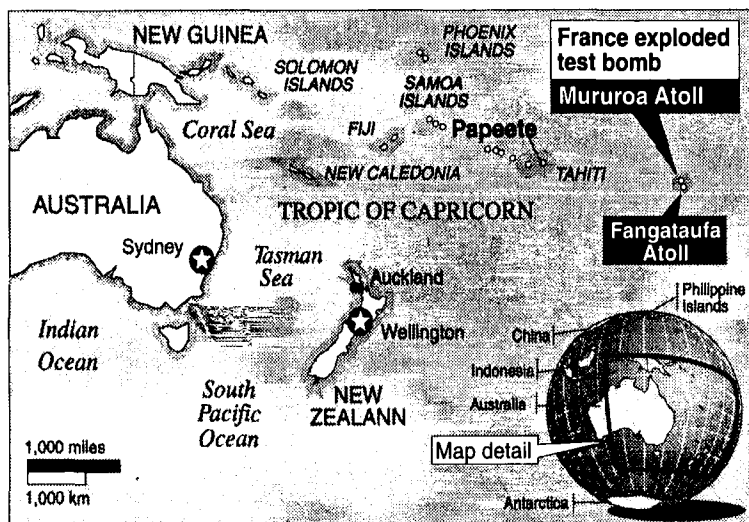 NEW GUINEA
PHOENIX
ISLANDS
SOLOMON
ISLANDS
SAMOA
ISLANDS
France exploded
test bomb
Mururoa Atoll
Coral Sea
FIJI
Papeete
NEW CALEDONIA
TAHITI
AUSTRALIA
TROPIC OF CAPRICORN
Fangataufa
Atoll
Sydney
Tasman
Sea
Auckland
Wellington
Indian
Ocean
South
Pacific
Ocean
NEW
ZEALANN
Philippine
Islands
China
Indonesia
Australia
Map detail
Antarctica
1,000 miles
1,000 km